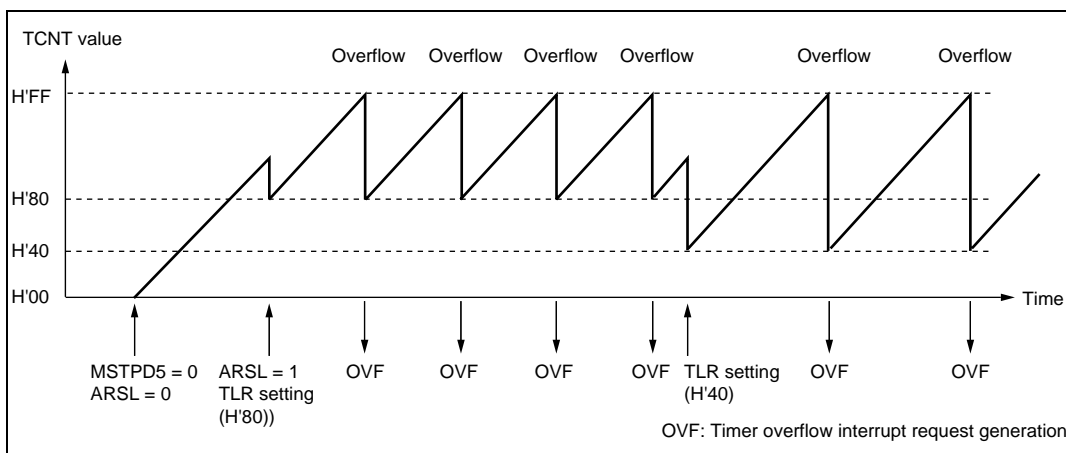 TCNT value
Overflow Overflow Overflow Overflow Overflow Overflow
H'FF
H'80
H'40
H'00
Time
MSTPD5 = 0
ARSL = 0
ARSL = 1
TLR setting
(H'80))
OVF OVF OVF OVF
TLR setting
(H'40)
OVF OVF
OVF: Timer overflow interrupt request generation